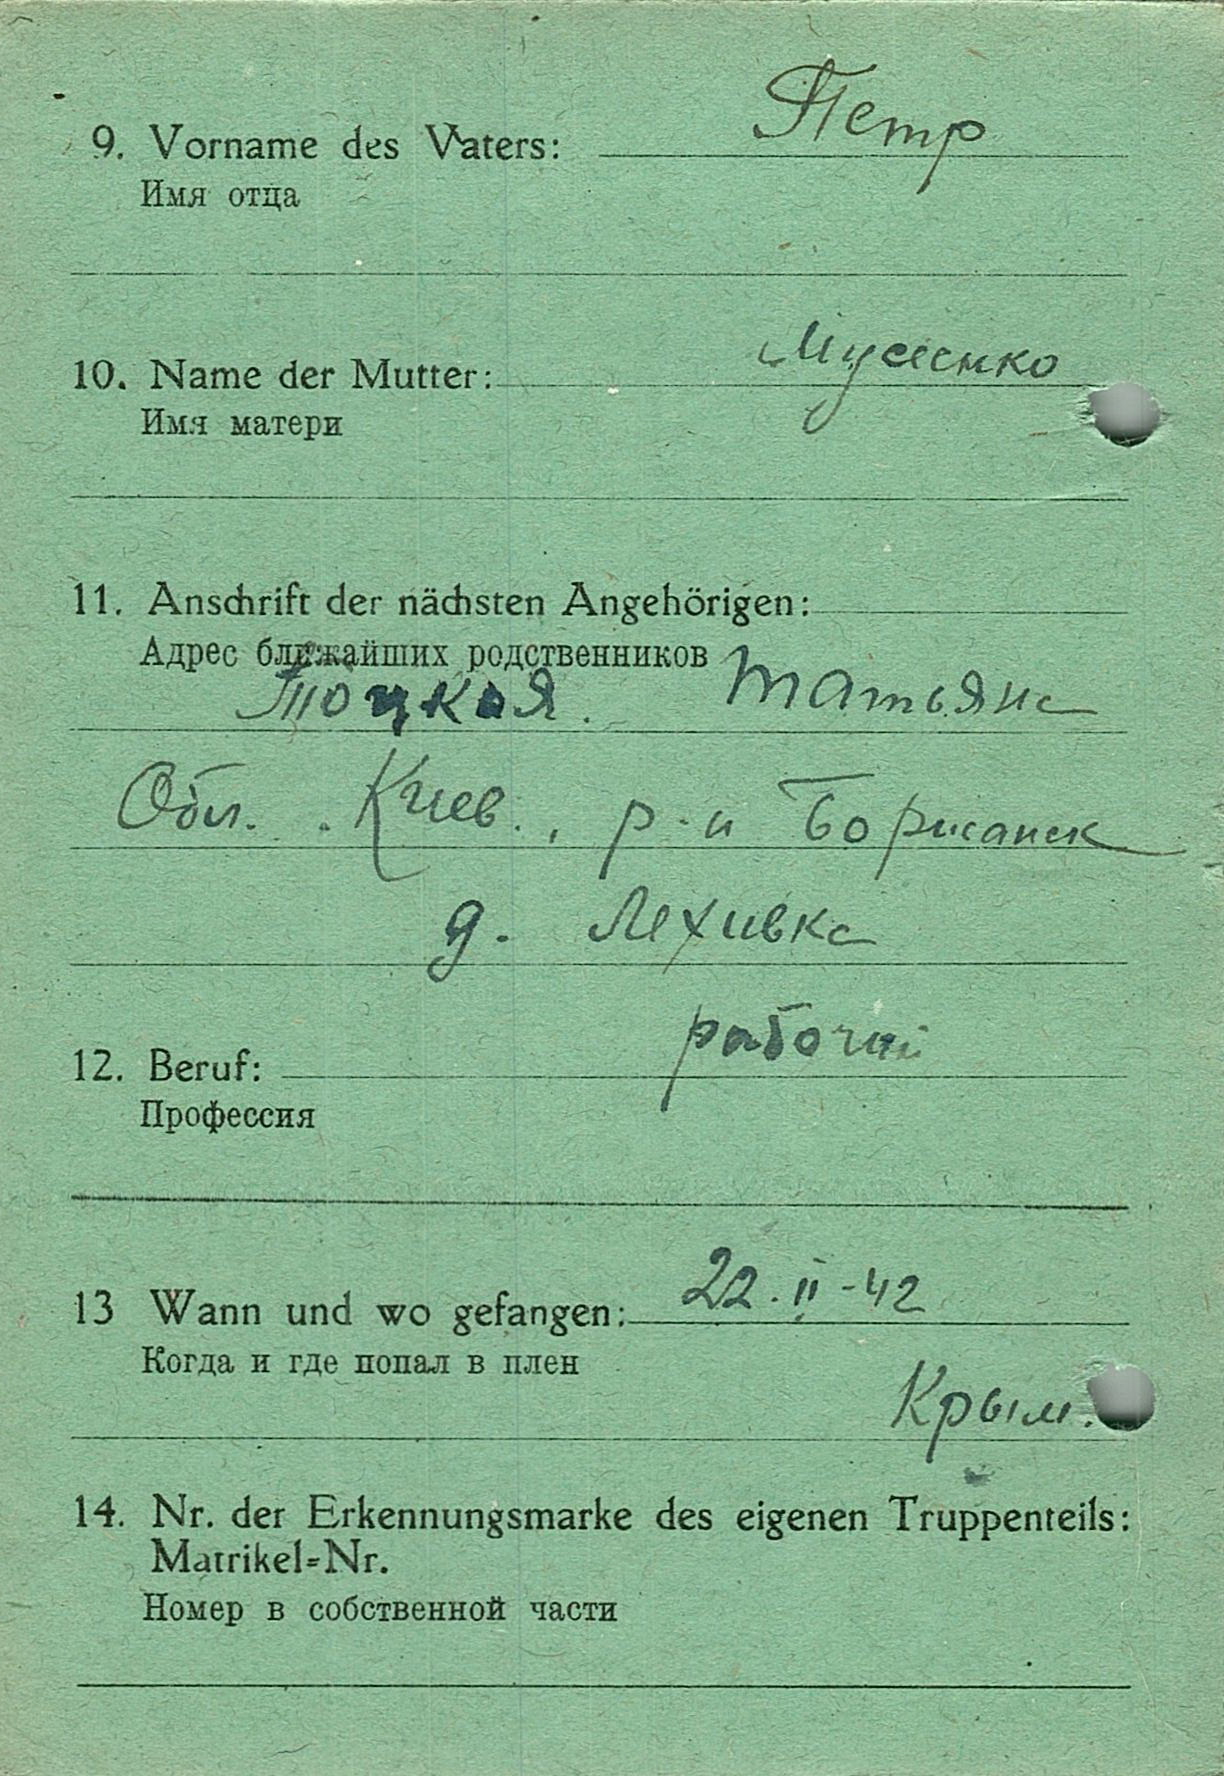 9. Vorname des Vaters: Петр
Имя отца
10. Name der Mutter: Мусиенко
Имя матери
11. Anschrift der nächsten Angehörigen:
Адрес ближайших родственников
Тоцкая. Татьяна
Обл. Киев., р-н Борисанск
д. Лехивка
12. Beruf: рабочий
Профессия
13 Wann und wo gefangen: 22.II-42
Когда и где попал в плен
Крым.
14. Nr. der Erkennungsmarke des eigenen Truppenteils:
Matrikel=Nr.
Номер в собственной части